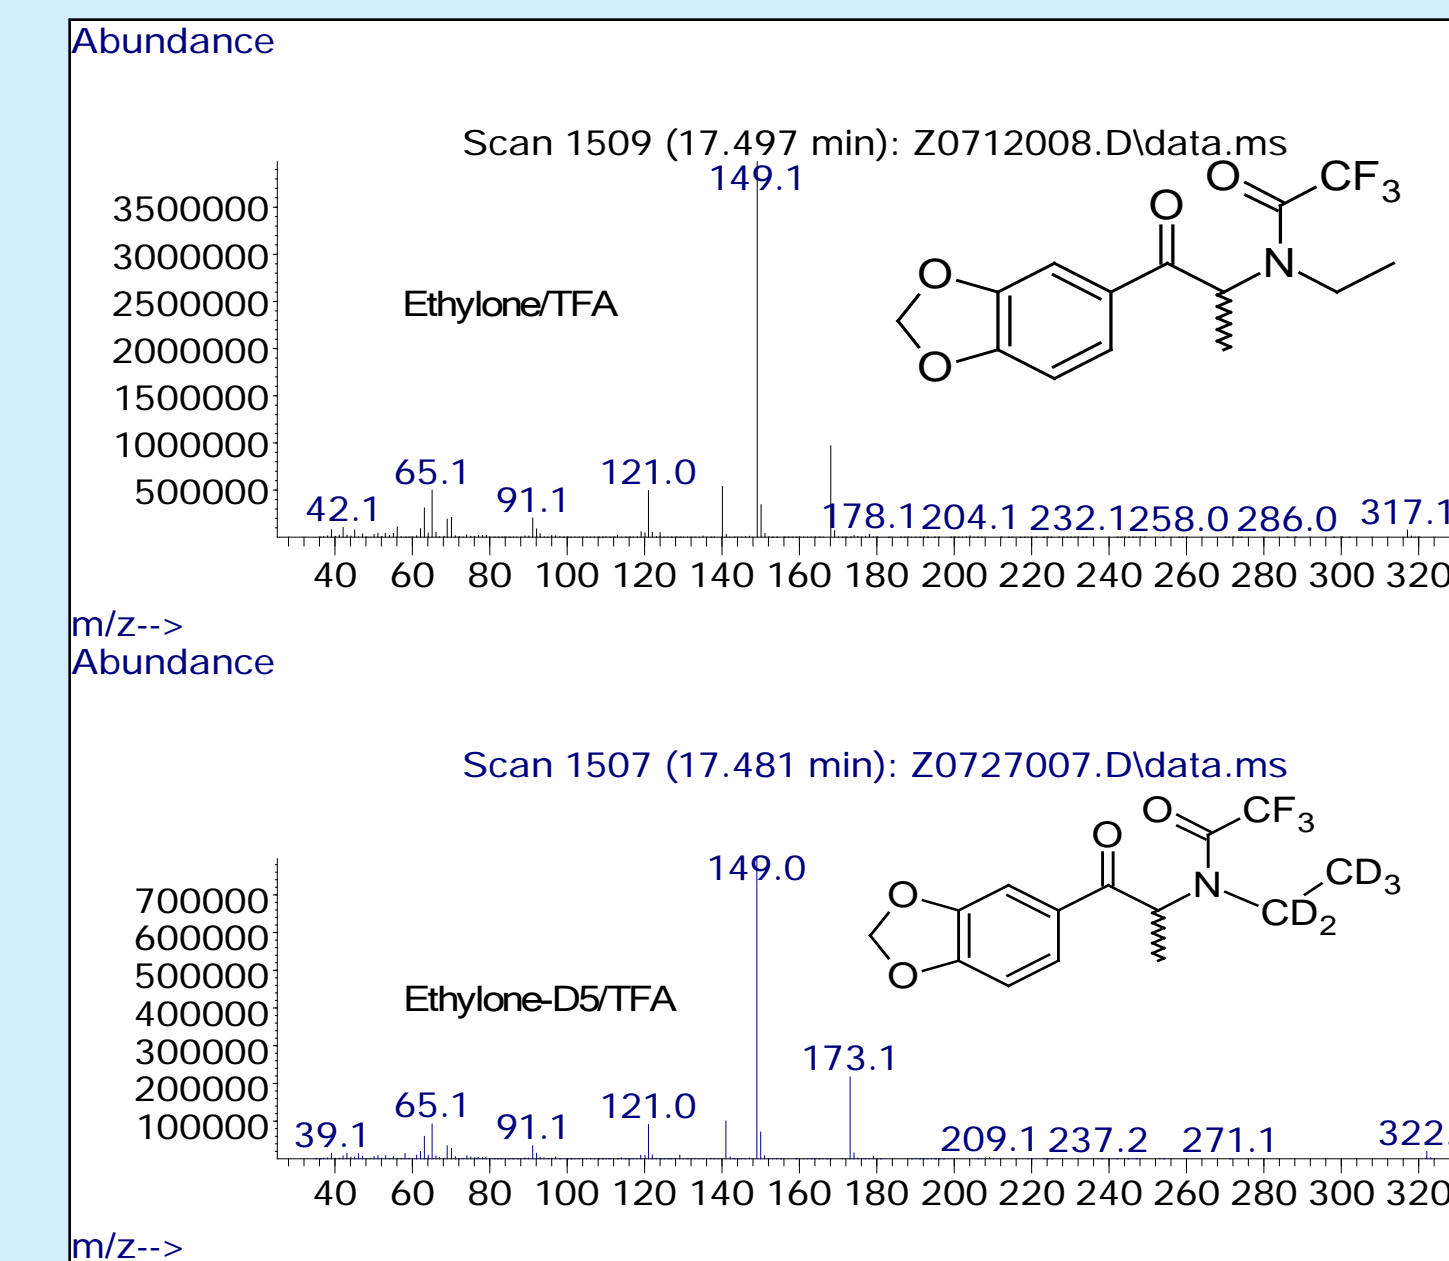 Abundance
Scan 1509 (17.497 min): Z0712008.D\data.ms
149.1
O
CF3
O
3500000
3000000
N
O
2500000
Ethylone/TFA
2000000
O
1500000
1000000
65.1
121.0
500000
42.1
91.1
178.1 204.1 232.1 258.0 286.0 317.1
40 60 80 100 120 140 160 180 200 220 240 260 280 300 320
m/z-->
Abundance
Scan 1507 (17.481 min): Z0727007.D\data.ms
O
CF3
O
149.0
CD3
N
700000
O
CD2
600000
500000
O
Ethylone-D5/TFA
400000
300000
173.1
200000
65.1
121.0
100000
39.1
91.1
209.1 237.2 271.1 322.
40 60 80 100 120 140 160 180 200 220 240 260 280 300 320
m/z-->